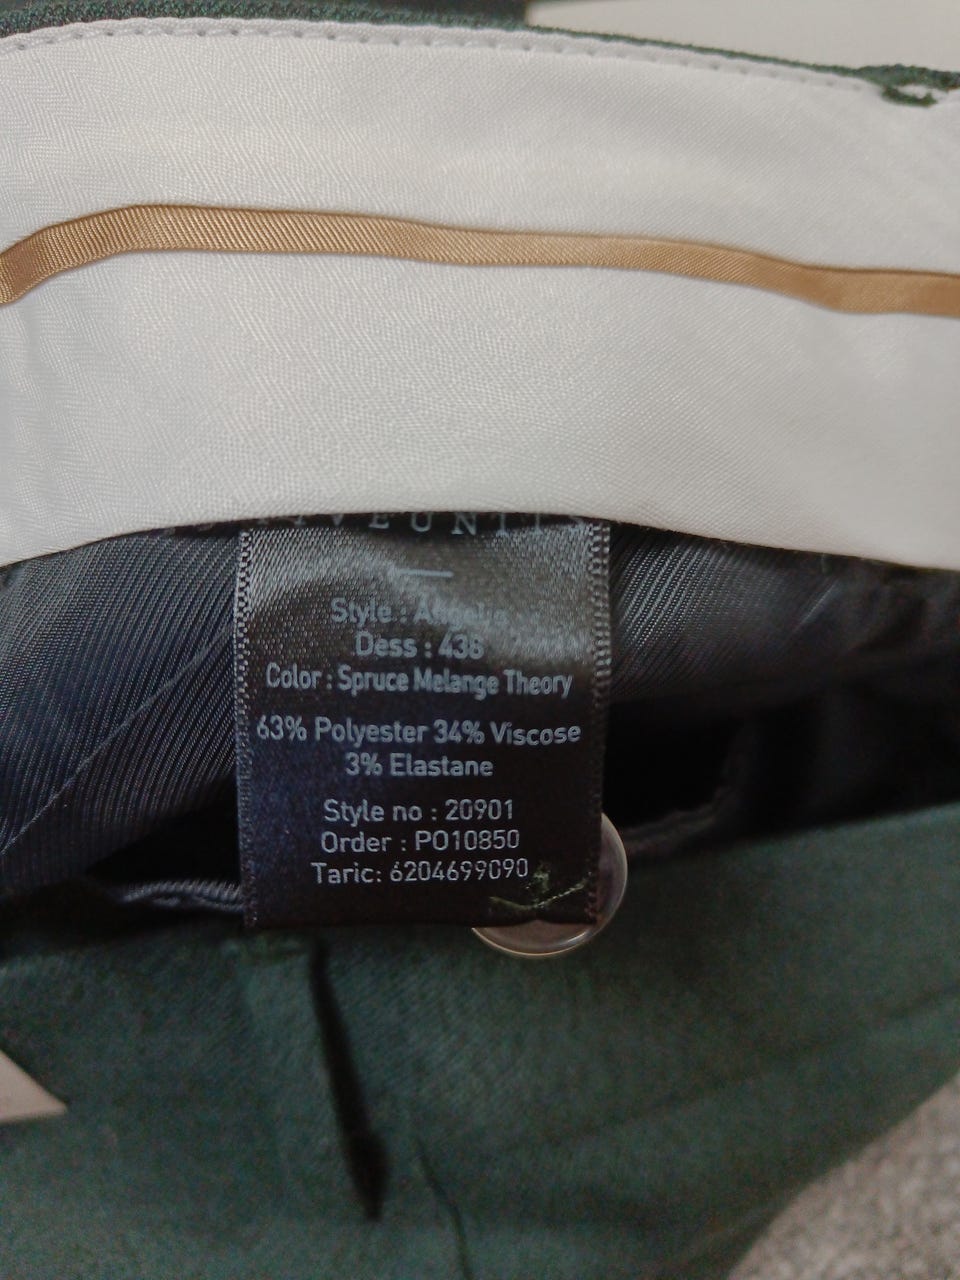 Style :
Dess : 438
Color : Spruce Melange Theory
63% Polyester 34% Viscose
3% Elastane
Style no : 20901
Order : PO10850
Taric: 6204699090